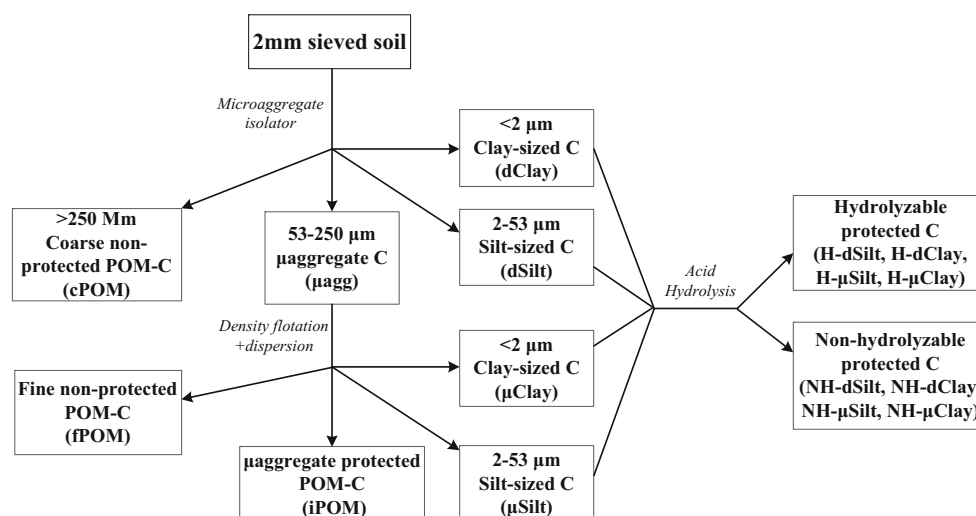 2mm sieved soil
Microaggregate
isolator
<2 μm
Clay-sized C
(dClay)
>250 Mm
Coarse non-
protected POM-C
(cPOM)
53-250 μm
μaggregate C
(μagg)
2-53 μm
Silt-sized C
(dSilt)
Acid
Hydrolysis
Hydrolyzable
protected C
(H-dSilt, H-dClay,
H-μSilt, H-μClay)
Density flotation
+dispersion
<2 μm
Clay-sized C
(μClay)
Non-hydrolyzable
protected C
(NH-dSilt, NH-dClay
NH-μSilt, NH-μClay)
Fine non-protected
POM-C
(fPOM)
μaggregate protected
POM-C
(iPOM)
2-53 μm
Silt-sized C
(μSilt)